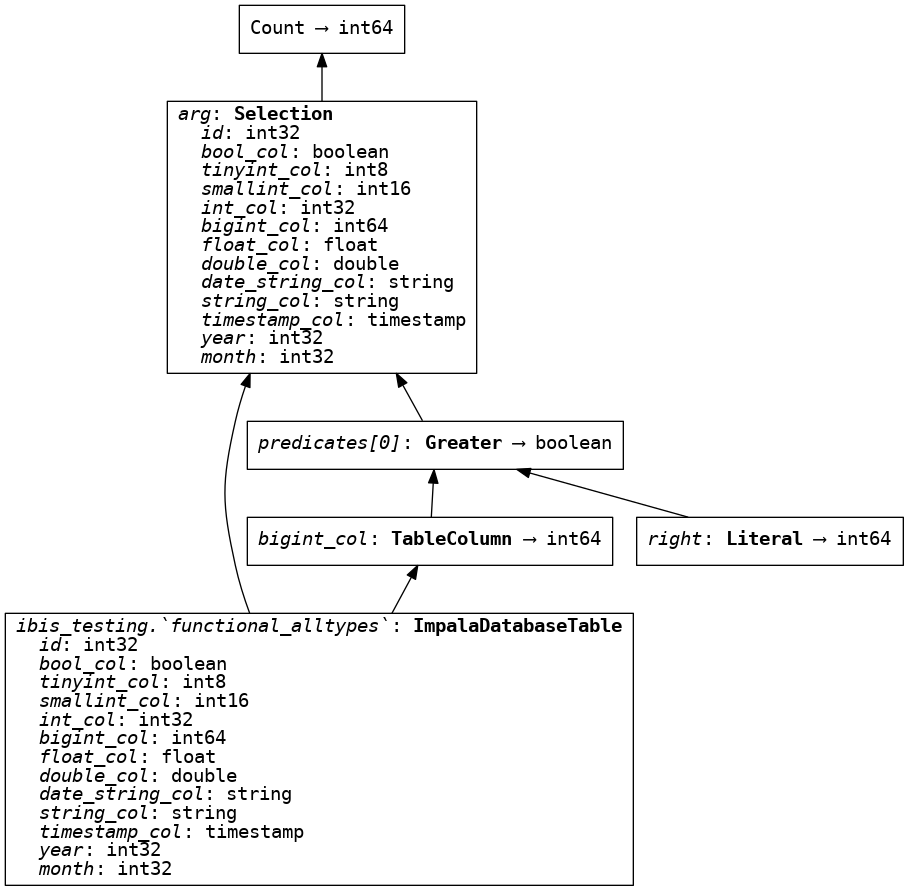 Count → int64
arg: Selection
id: int32
bool_col: boolean
tinyint_col: int8
smallint_col: int16
int_col: int32
bigint_col: int64
float_col: float
double_col: double
date_string_col: string
string_col: string
timestamp_col: timestamp
year: int32
month: int32
predicates[0]: Greater → boolean
bigint_col: TableColumn → int64
right: Literal → int64
ibis_testing.`functional_alltypes`: ImpalaDatabaseTable
id: int32
bool_col: boolean
tinyint_col: int8
smallint_col: int16
int_col: int32
bigint_col: int64
float_col: float
double_col: double
date_string_col: string
string_col: string
timestamp_col: timestamp
year: int32
month: int32